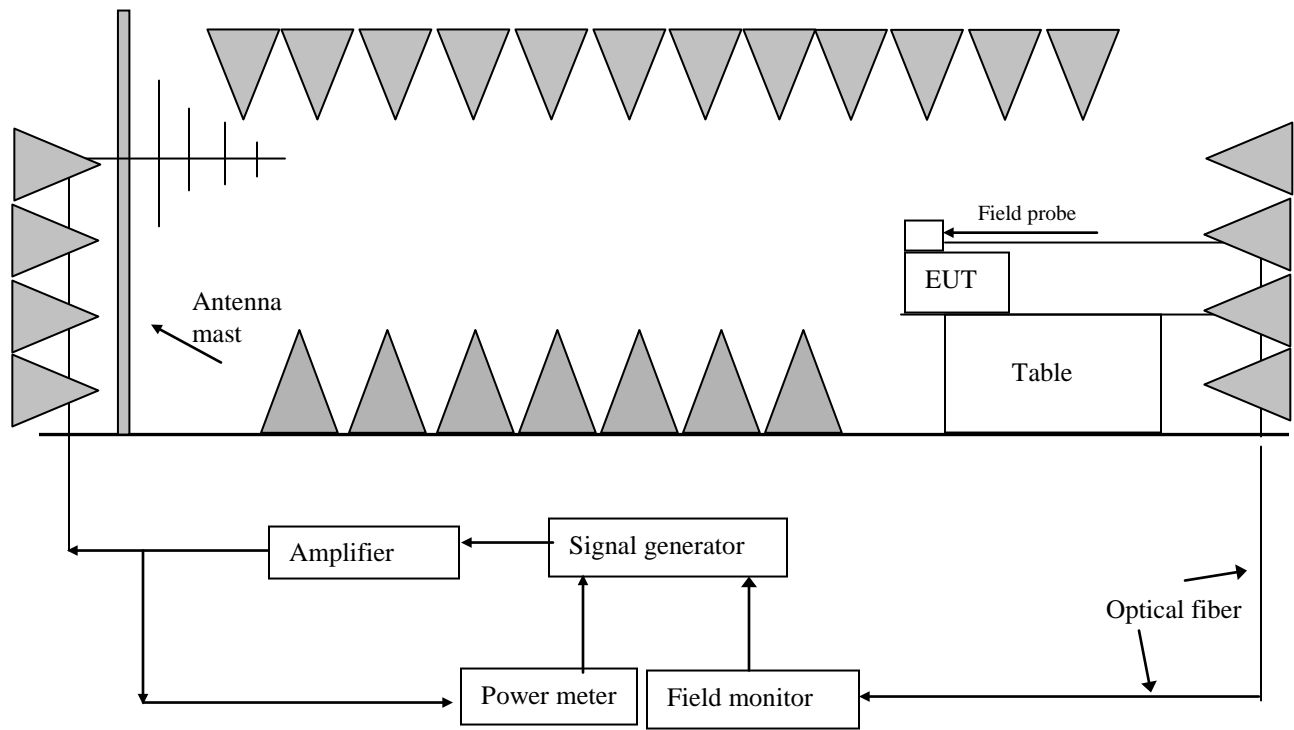 Field probe
EUT
Antenna
mast
Table
Amplifier
Signal generator
Optical fiber
Power meter
Field monitor